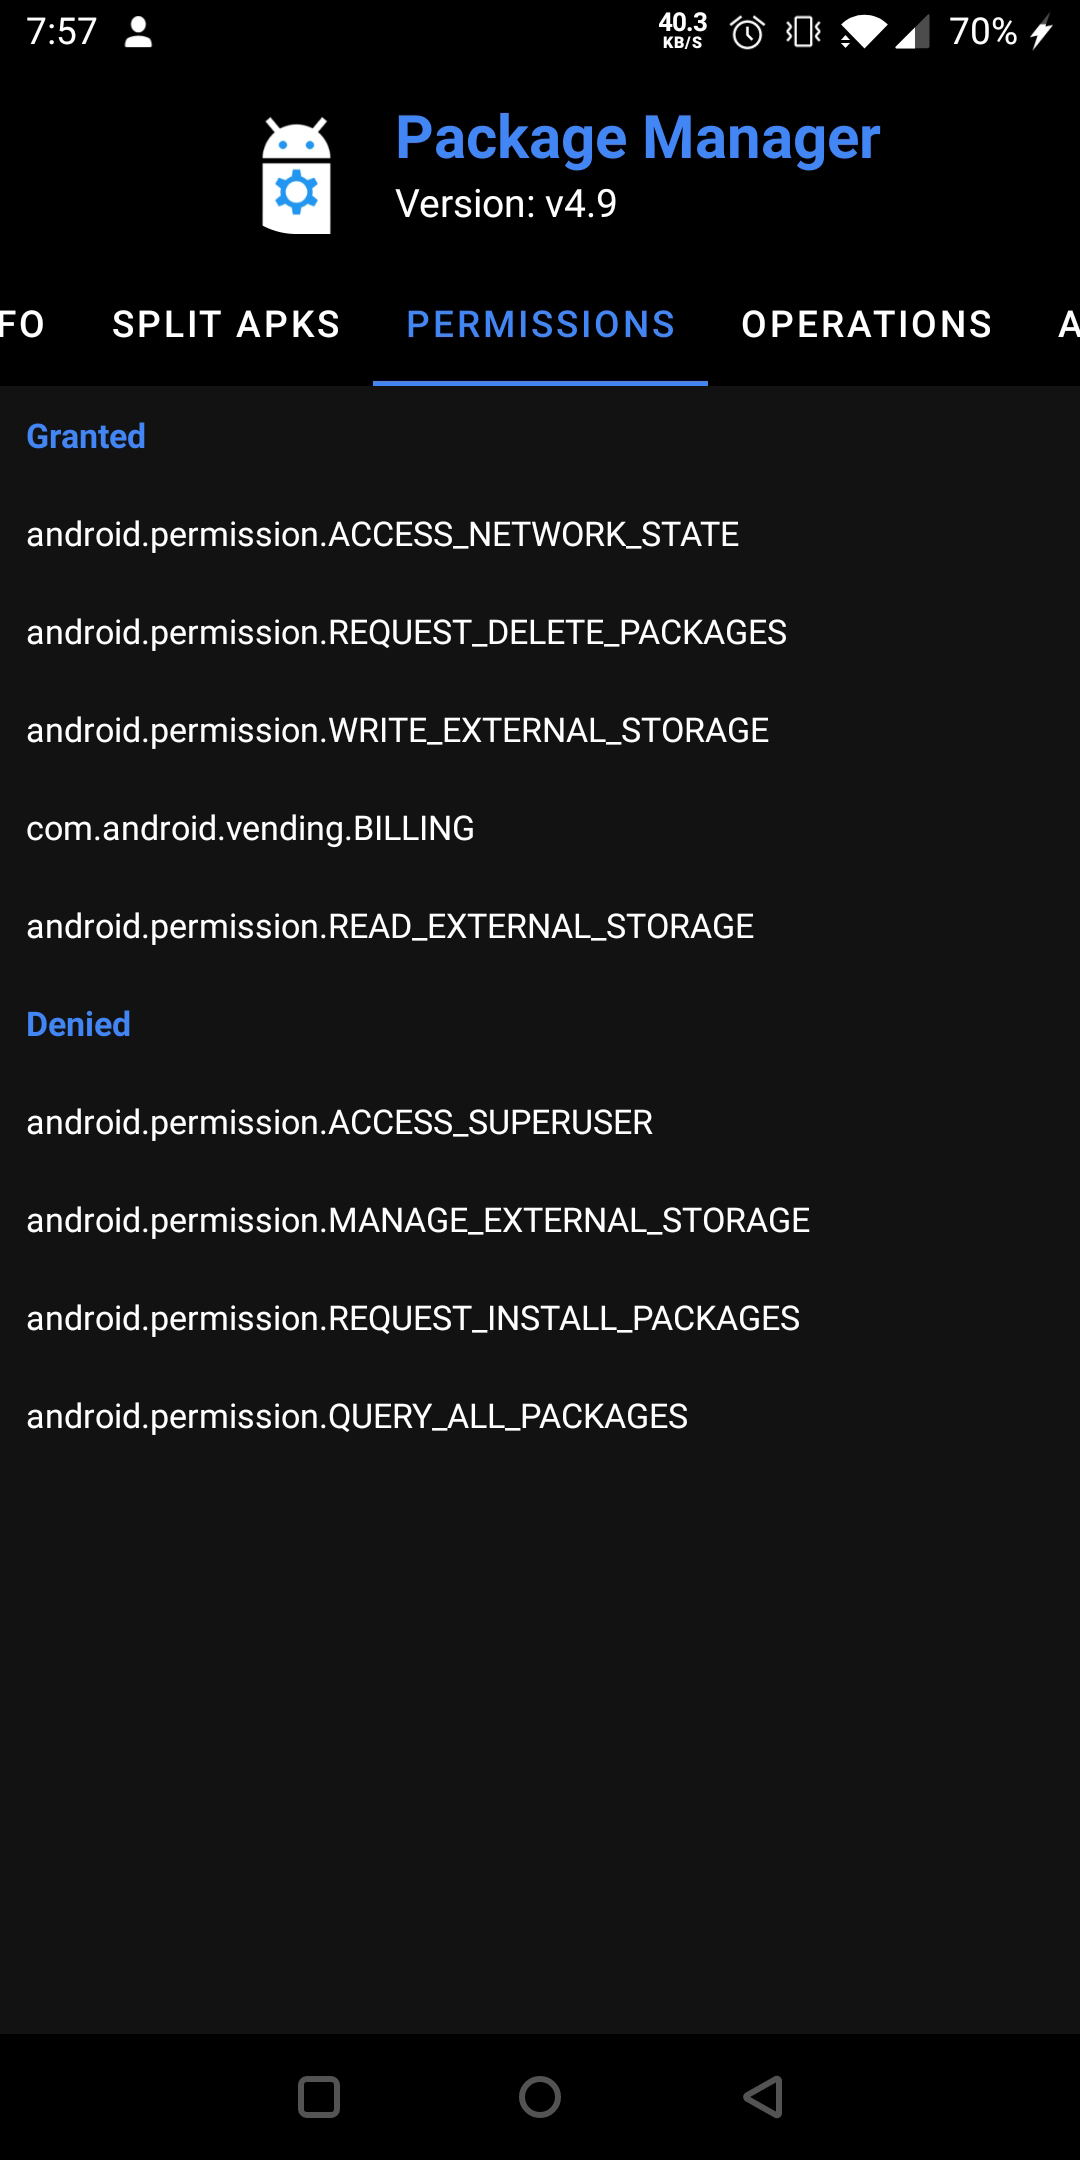 7:57
40.3
KB/S
70%
Package Manager
Version: v4.9
FO SPLIT APKS PERMISSIONS OPERATIONS A
Granted
android.permission.ACCESS_NETWORK_STATE
android.permission.REQUEST_DELETE_PACKAGES
android.permission.WRITE_EXTERNAL_STORAGE
com.android.vending.BILLING
android.permission.READ_EXTERNAL_STORAGE
Denied
android.permission.ACCESS_SUPERUSER
android.permission.MANAGE_EXTERNAL_STORAGE
android.permission.REQUEST_INSTALL_PACKAGES
android.permission.QUERY_ALL_PACKAGES